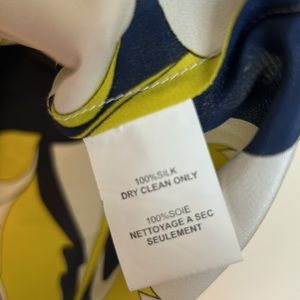 100%SILK
DRY CLEAN ONLY
100%SOIE
NETTOYAGE A SEC
SEULEMENT